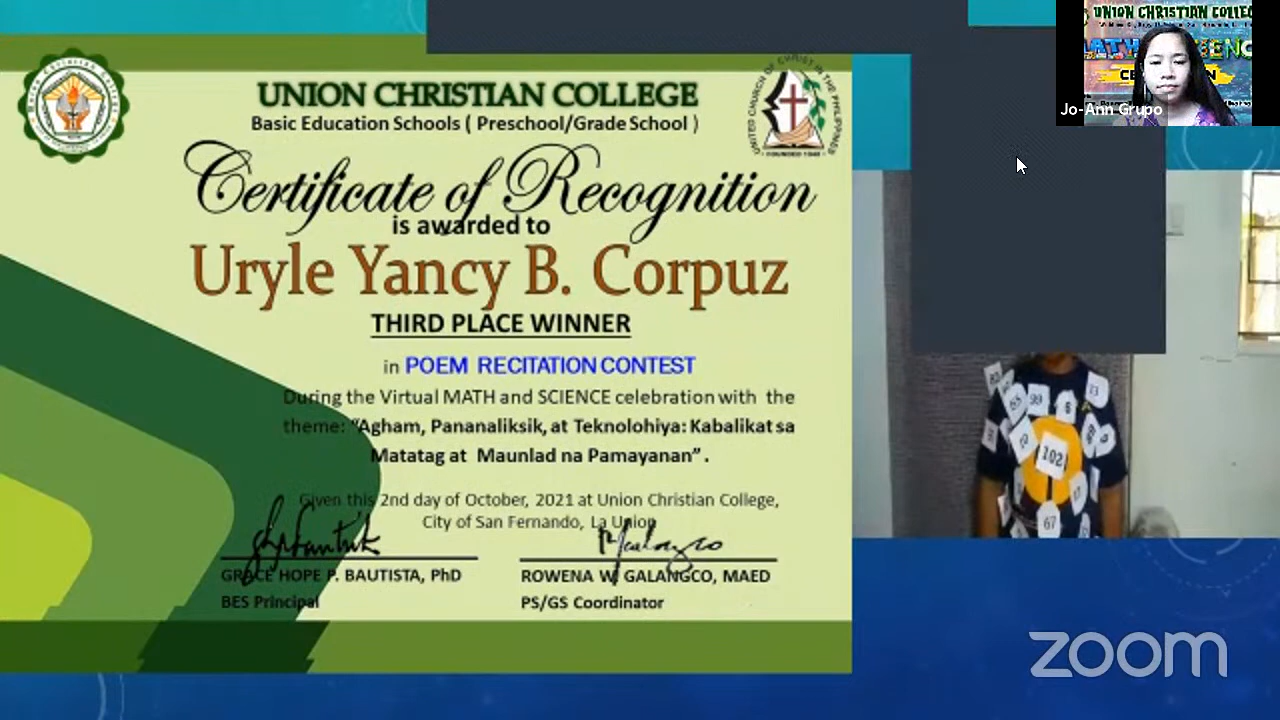 UNION CHRISTIAN COLLEGE
Basic Education Schools ( Preschool/Grade School )
Certificate of Recognition
is awarded to
Uryle Yancy B. Corpuz
THIRD PLACE WINNER
in POEM RECITATION CONTEST
During the Virtual MATH and SCIENCE celebration with the
theme: “Agham, Pananaliksik, at Teknolohiya: Kabalikat sa
Matatag at Maunlad na Pamayanan” .
Given this 2nd day of October, 2021 at Union Christian College,
City of San Fernando, La Union
GRACE HOPE P. BAUTISTA, PhD
BES Principal
ROWENA W. GALANGCO, MAED
PS/GS Coordinator
UNITED CHURCH OF CHRIST IN THE PHILIPPINES
UNION CHRISTIAN COLLEG
Jo-Ann Grupo
99
102
67
zoom